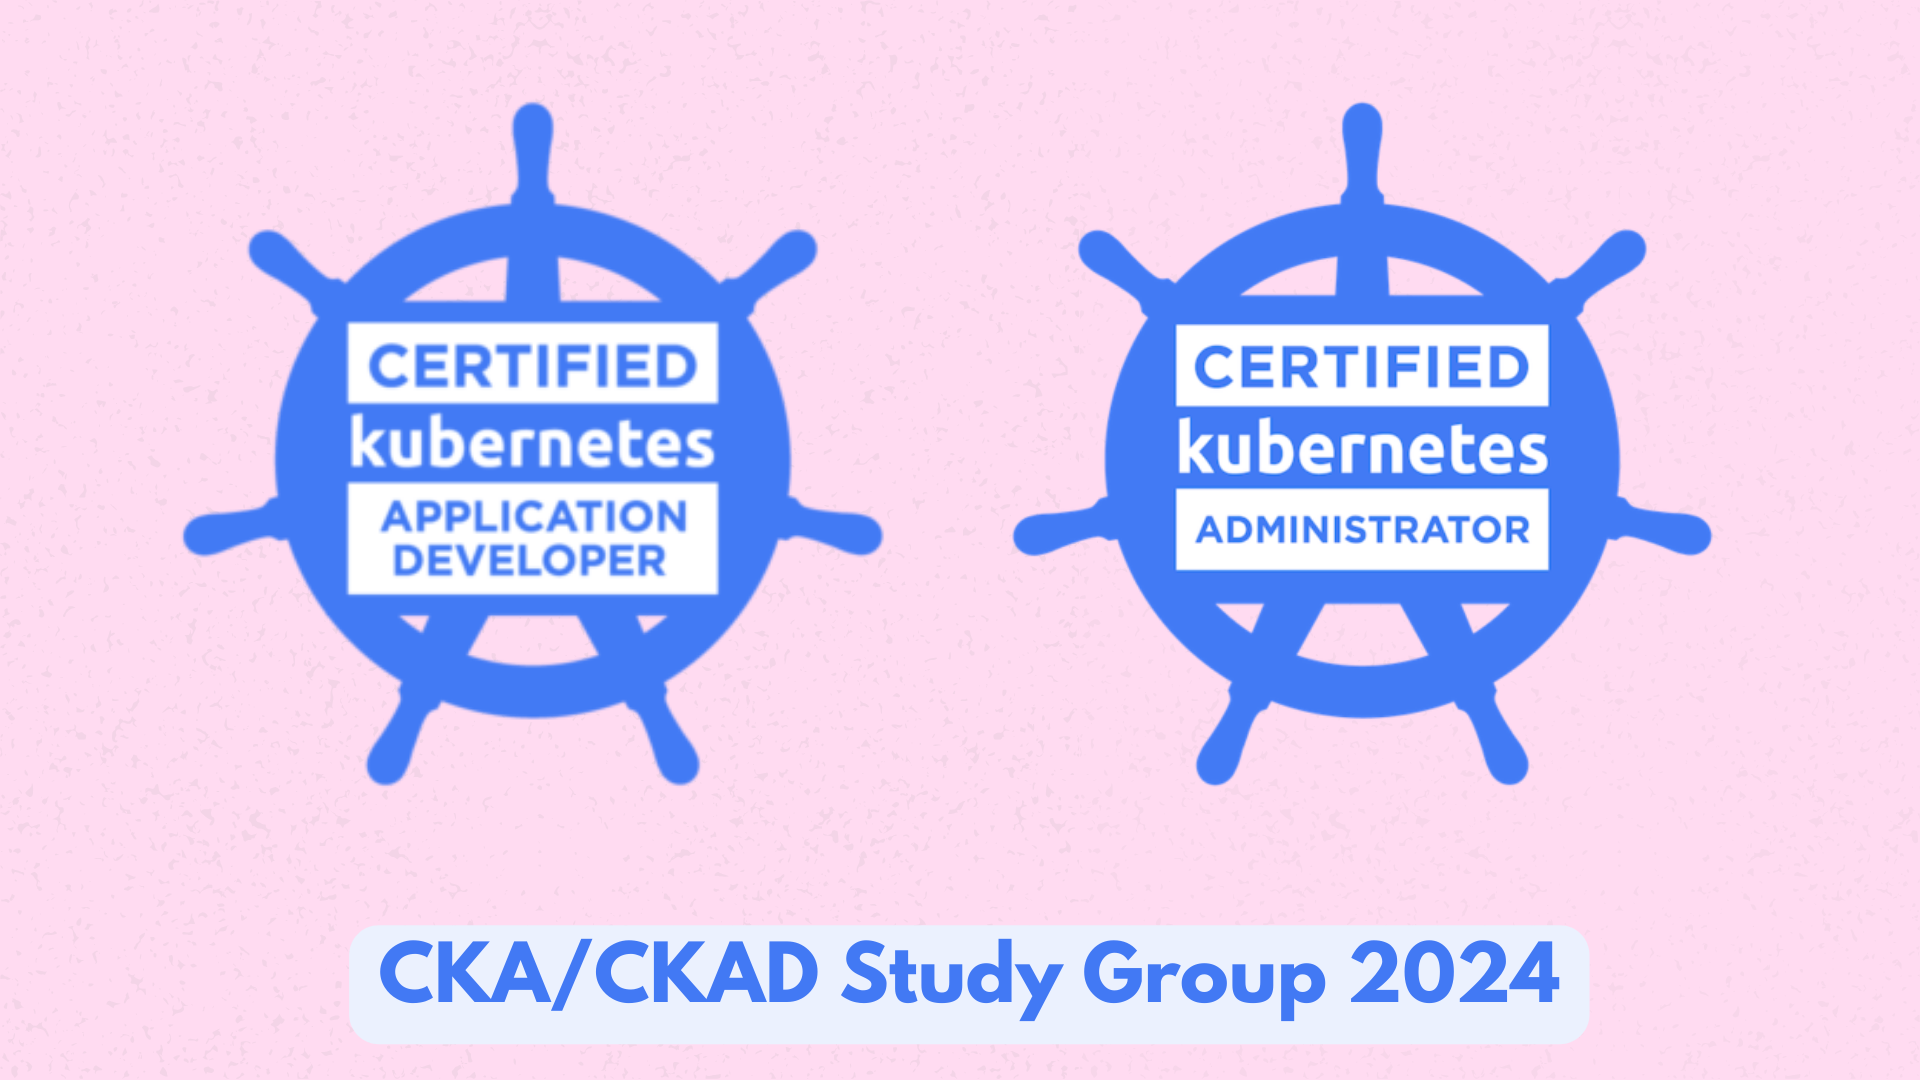 CERTIFIED
kubernetes
APPLICATION
DEVELOPER
CERTIFIED
kubernetes
ADMINISTRATOR
CKA/CKAD Study Group 2024